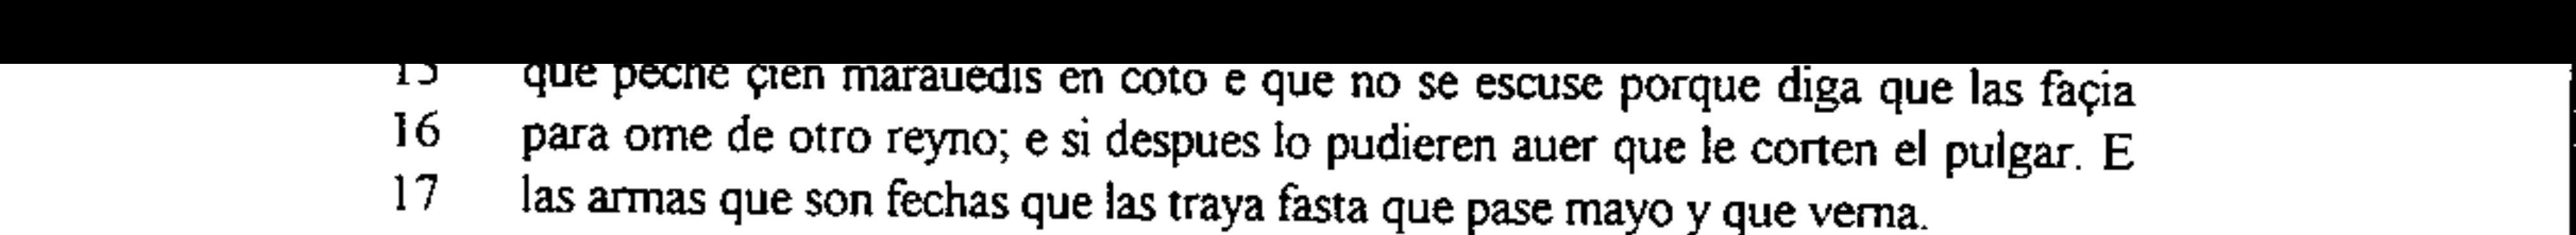 15 que peche çien marauedis en coto e que no se escuse porque diga que las façia
16 para ome de otro reyno; e si despues lo pudieren auer que le corten el pulgar. E
17 las armas que son fechas que las traya fasta que pase mayo y que verna.